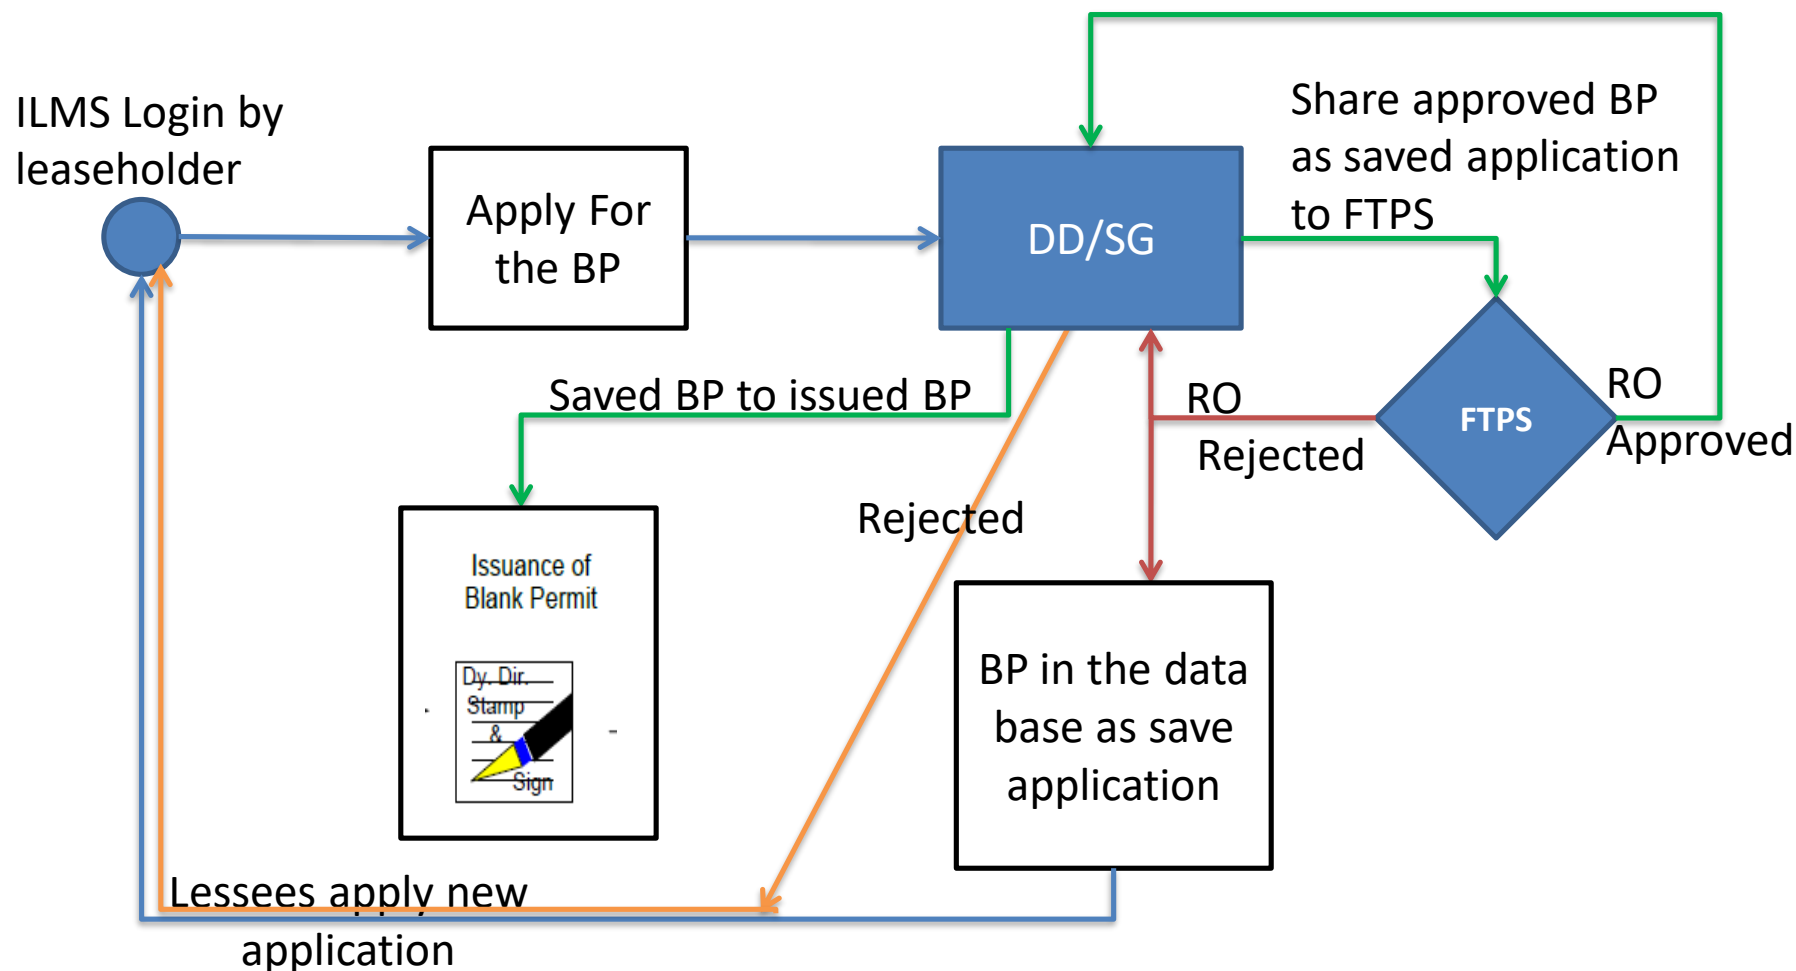 ILMS Login by
leaseholder
Apply For
the BP
DD/SG
Share approved BP
as saved application
to FTPS
FTPS
RO
Approved
RO
Rejected
Saved BP to issued BP
Rejected
Issuance of
Blank Permit
Dy. Dir.
Stamp
&
Sign
BP in the data
base as save
application
Lessees apply new
application